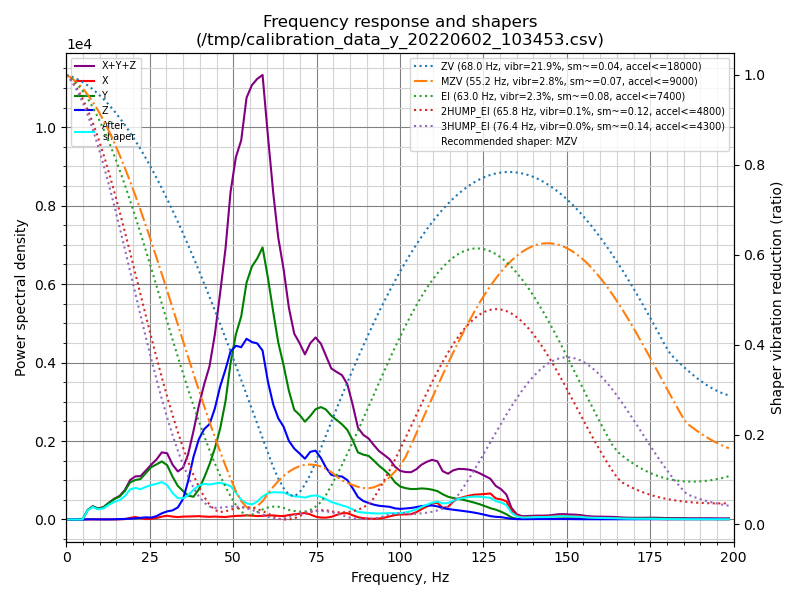 Frequency response and shapers
(/tmp/calibration_data_y_20220602_103453.csv)
1e4
X+Y+Z
X
Y
Z
After
shaper
ZV (68.0 Hz, vibr=21.9%, sm~=0.04, accel<=18000)
MZV (55.2 Hz, vibr=2.8%, sm~=0.07, accel<=9000)
EI (63.0 Hz, vibr=2.3%, sm~=0.08, accel<=7400)
2HUMP_EI (65.8 Hz, vibr=0.1%, sm~=0.12, accel<=4800)
3HUMP_EI (76.4 Hz, vibr=0.0%, sm~=0.14, accel<=4300)
Recommended shaper: MZV
Power spectral density
1.0
0.8
0.6
0.4
0.2
0.0
1.0
0.8
0.6
0.4
0.2
0.0
Shaper vibration reduction (ratio)
0 25 50 75 100 125 150 175 200
Frequency, Hz